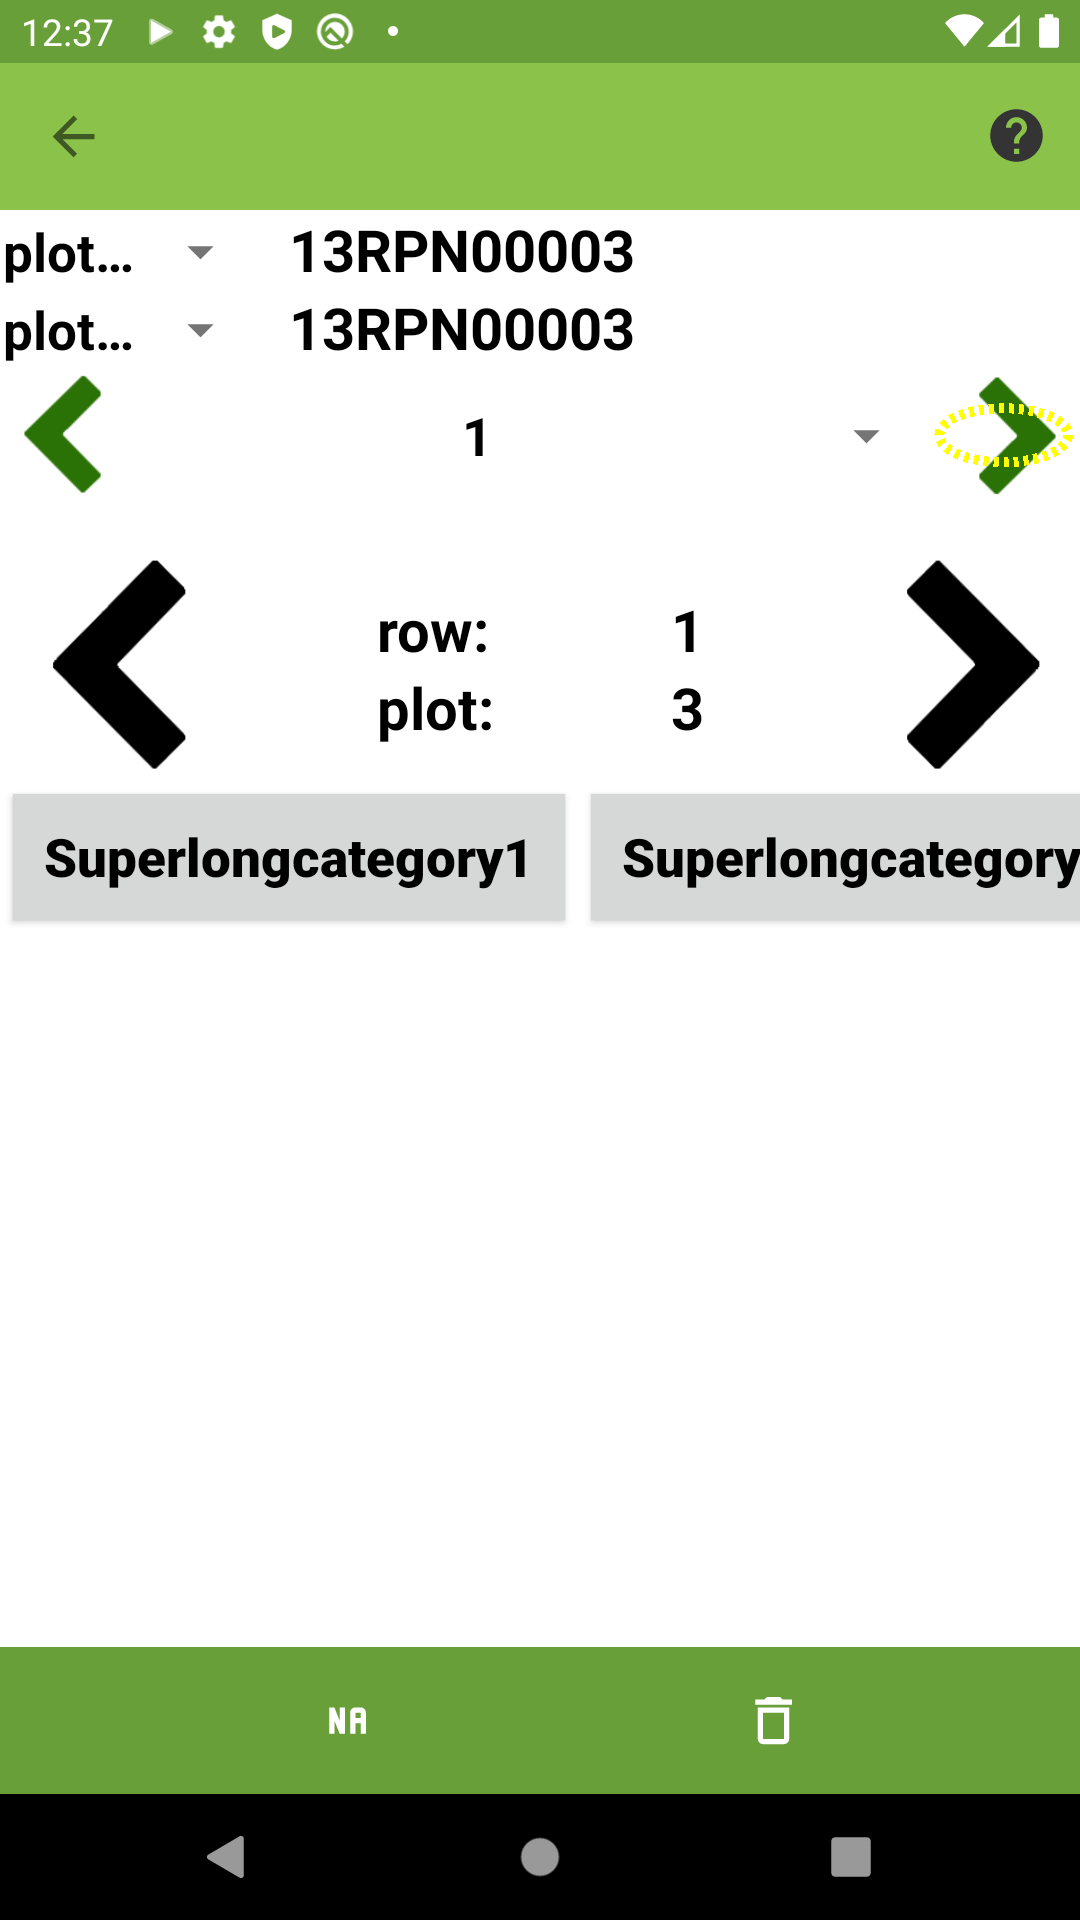 12:37
plot... 13RPN00003
plot... 13RPN00003
1
row: 1
plot: 3
Superlongcategory1 Superlongcategory
NA